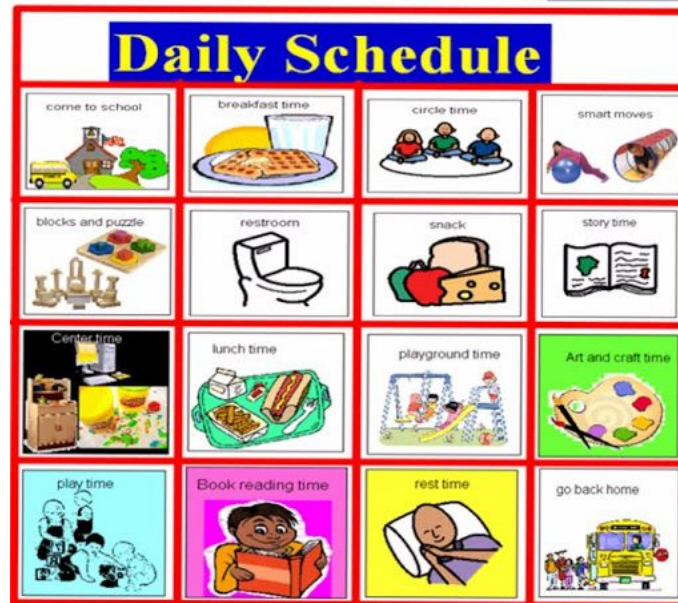 Daily Schedule
come to school
breakfast time
circle time
smart moves
blocks and puzzle
restroom
snack
story time
Center time
lunch time
playground time
Art and craft time
play time
Book reading time
rest time
go back home